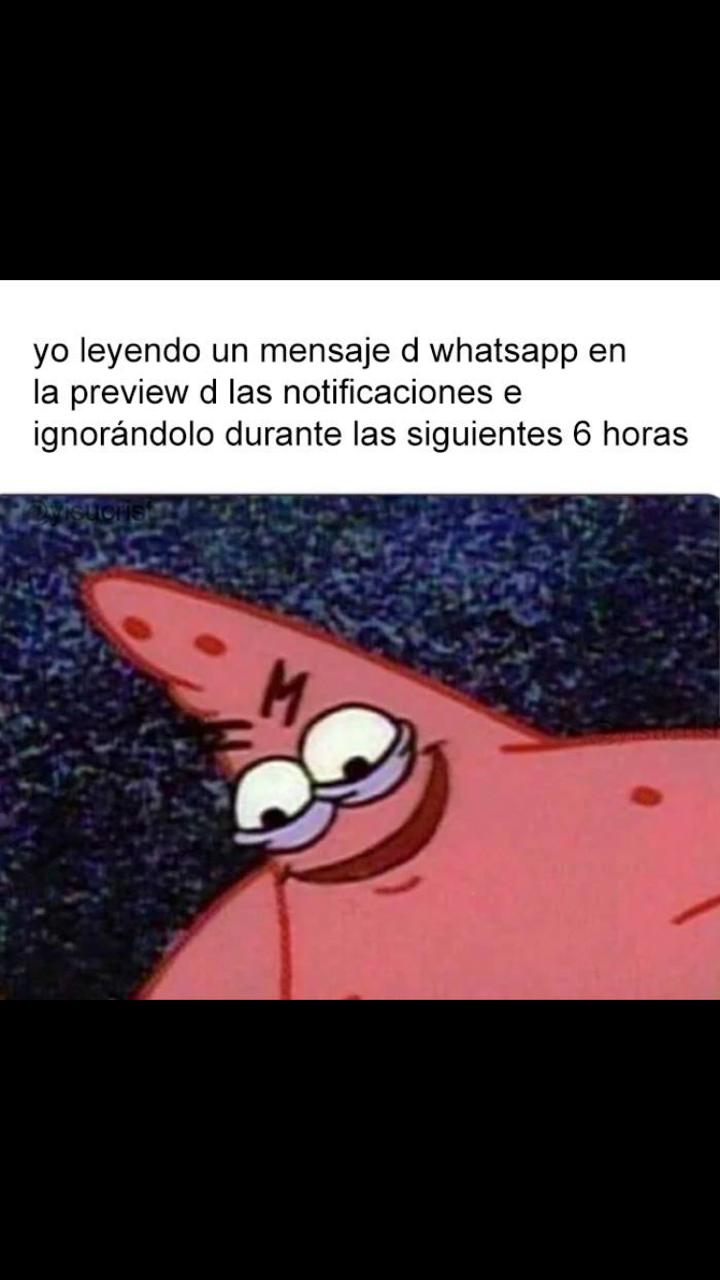 yo leyendo un mensaje d whatsapp en
la preview d las notificaciones e
ignorándolo durante las siguientes 6 horas